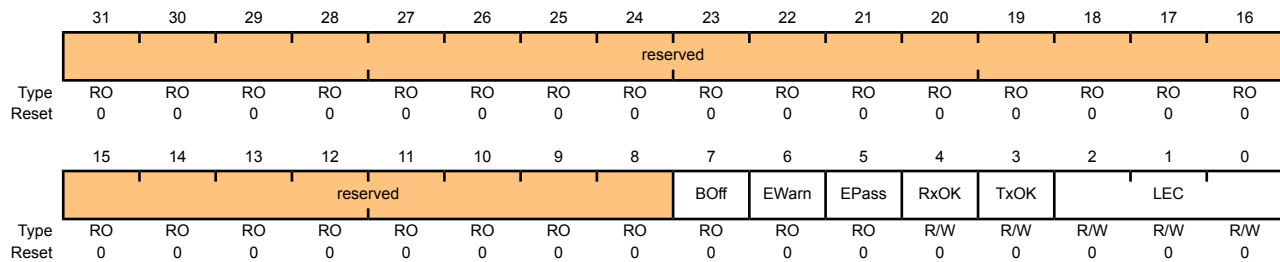 31 30 29 28 27 26 25 24 23 22 21 20 19 18 17 16
reserved
Type RO RO RO RO RO RO RO RO RO RO RO RO RO RO RO RO
Reset 0 0 0 0 0 0 0 0 0 0 0 0 0 0 0 0
15 14 13 12 11 10 9 8 7 6 5 4 3 2 1 0
reserved BOff EWarn EPass RxOK TxOK LEC
Type RO RO RO RO RO RO RO RO RO RO RO R/W R/W R/W R/W R/W
Reset 0 0 0 0 0 0 0 0 0 0 0 0 0 0 0 0